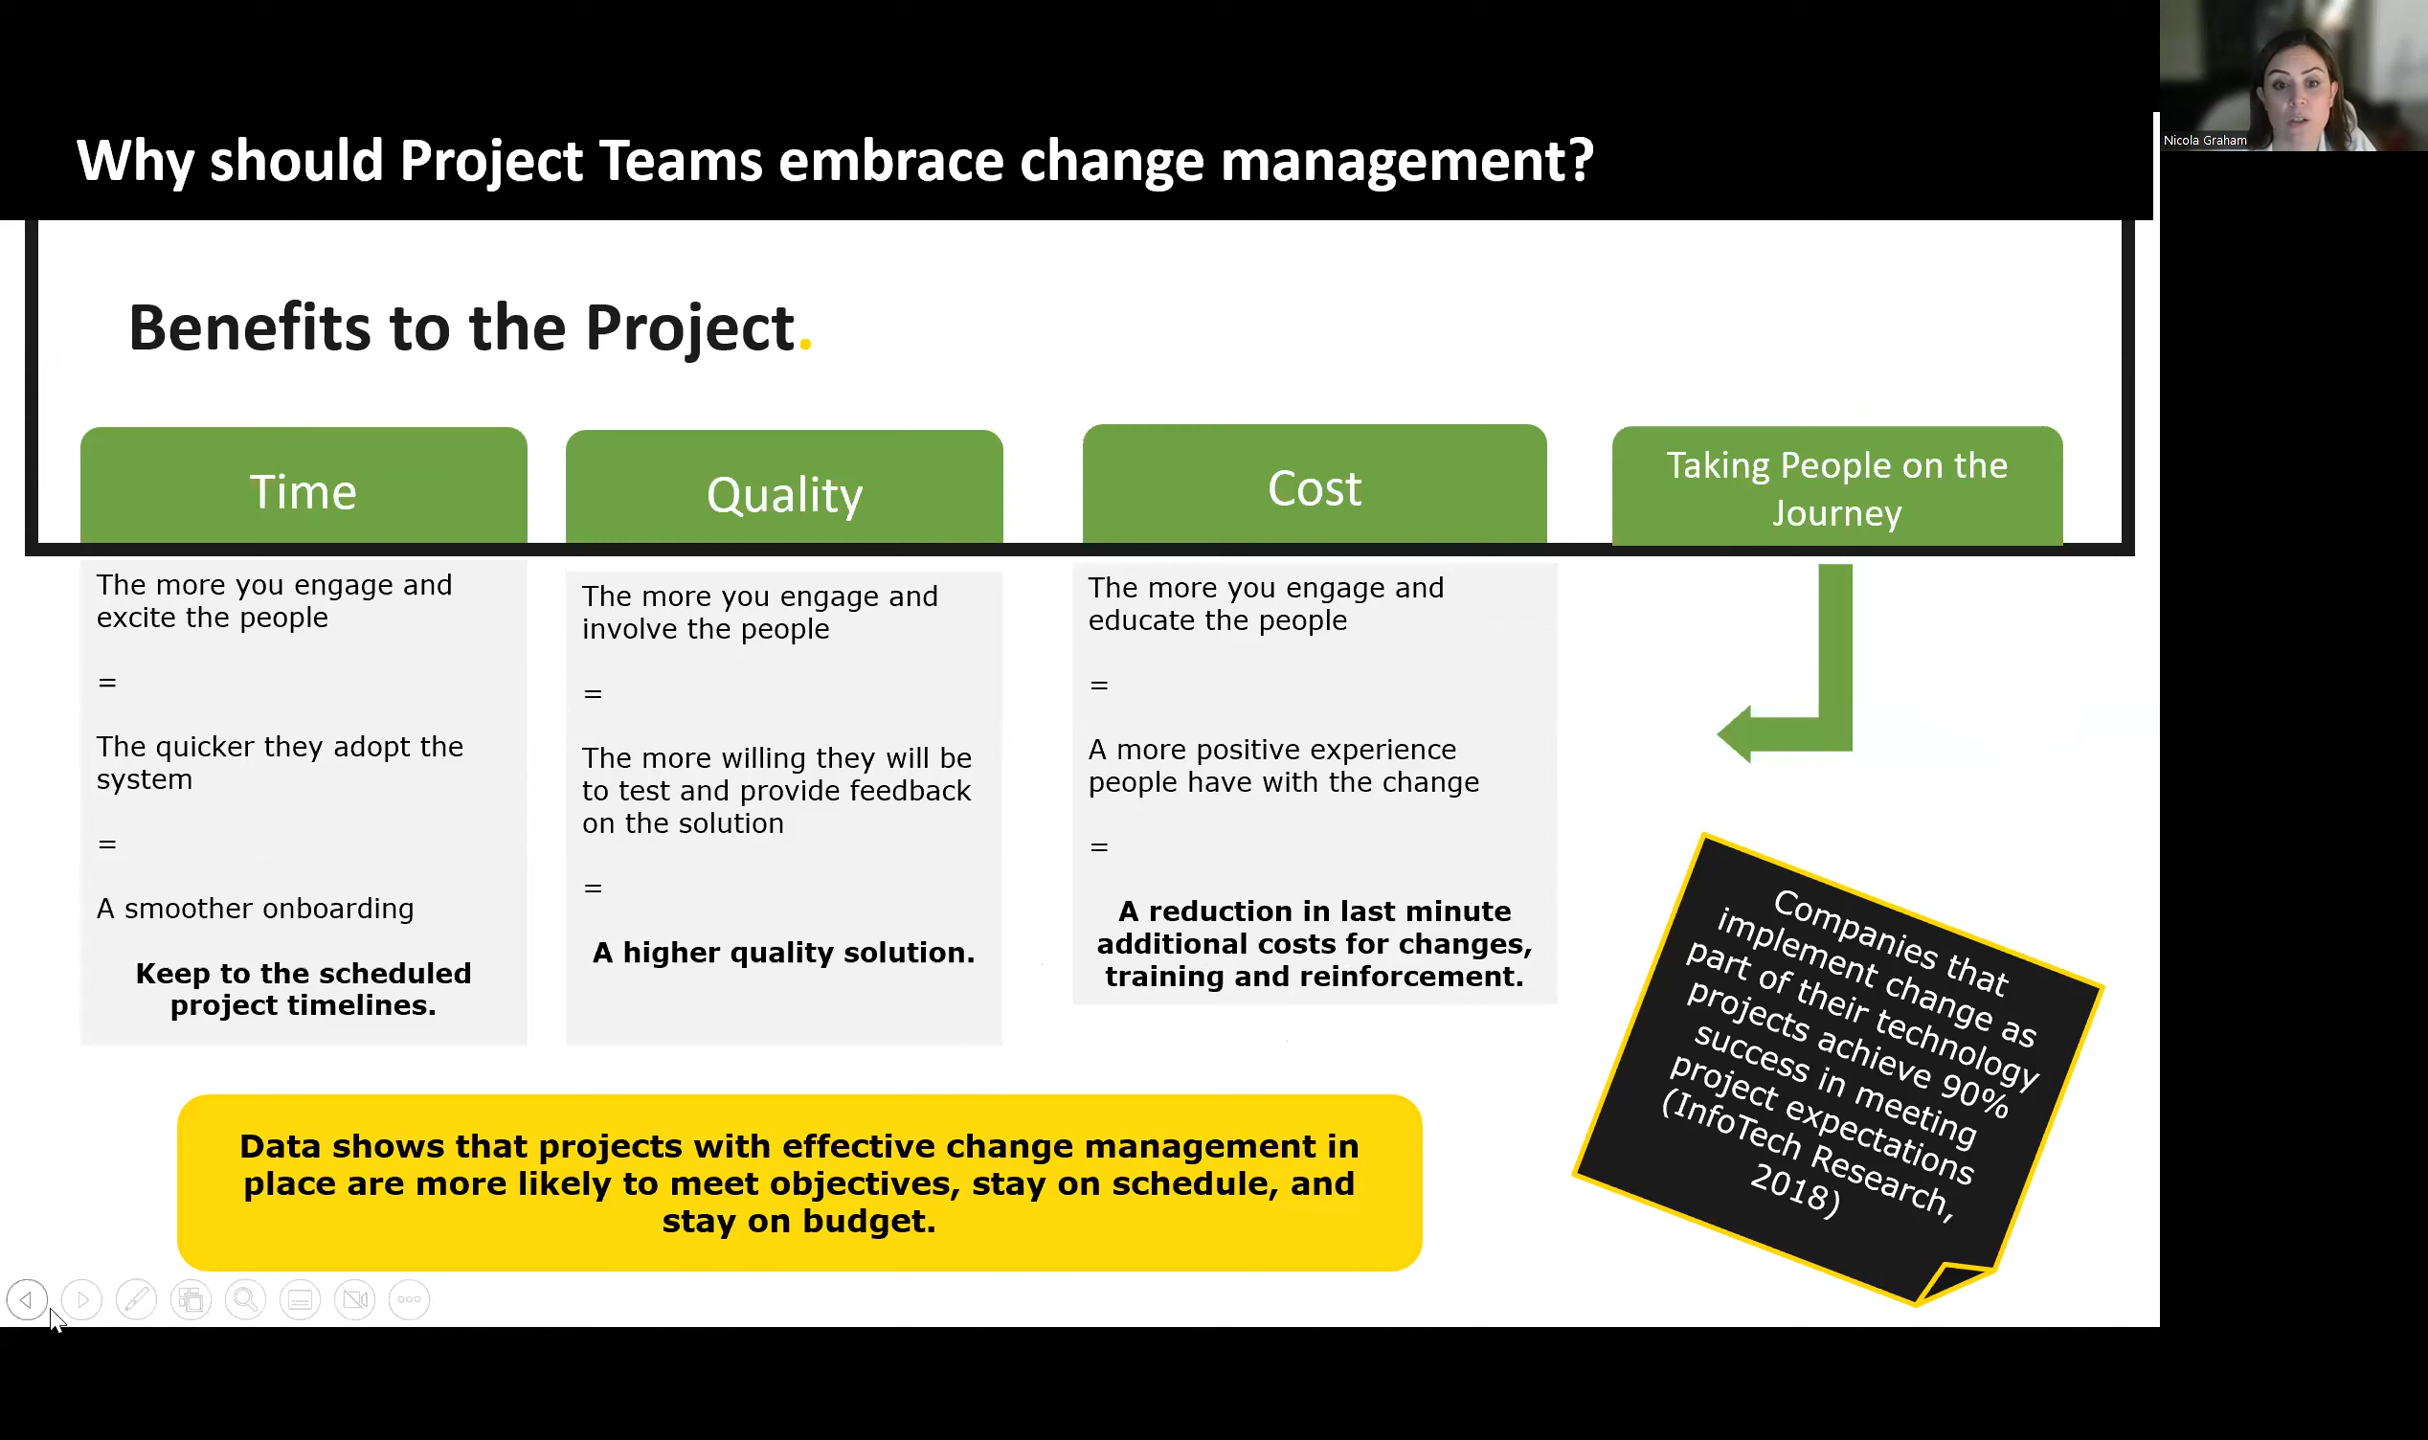 Why should Project Teams embrace change management?
Nicola Graham
Benefits to the Project.
Time
The more you engage and
excite the people
=
The quicker they adopt the
system
=
A smoother onboarding
Keep to the scheduled
project timelines.
Quality
The more you engage and
involve the people
=
The more willing they will be
to test and provide feedback
on the solution
=
A higher quality solution.
Cost
The more you engage and
educate the people
=
A more positive experience
people have with the change
=
A reduction in last minute
additional costs for changes,
training and reinforcement.
Taking People on the
Journey
Companies that
implement change as
part of their technology
projects achieve 90%
success in meeting
project expectations
(InfoTech Research,
2018)
Data shows that projects with effective change management in
place are more likely to meet objectives, stay on schedule, and
stay on budget.